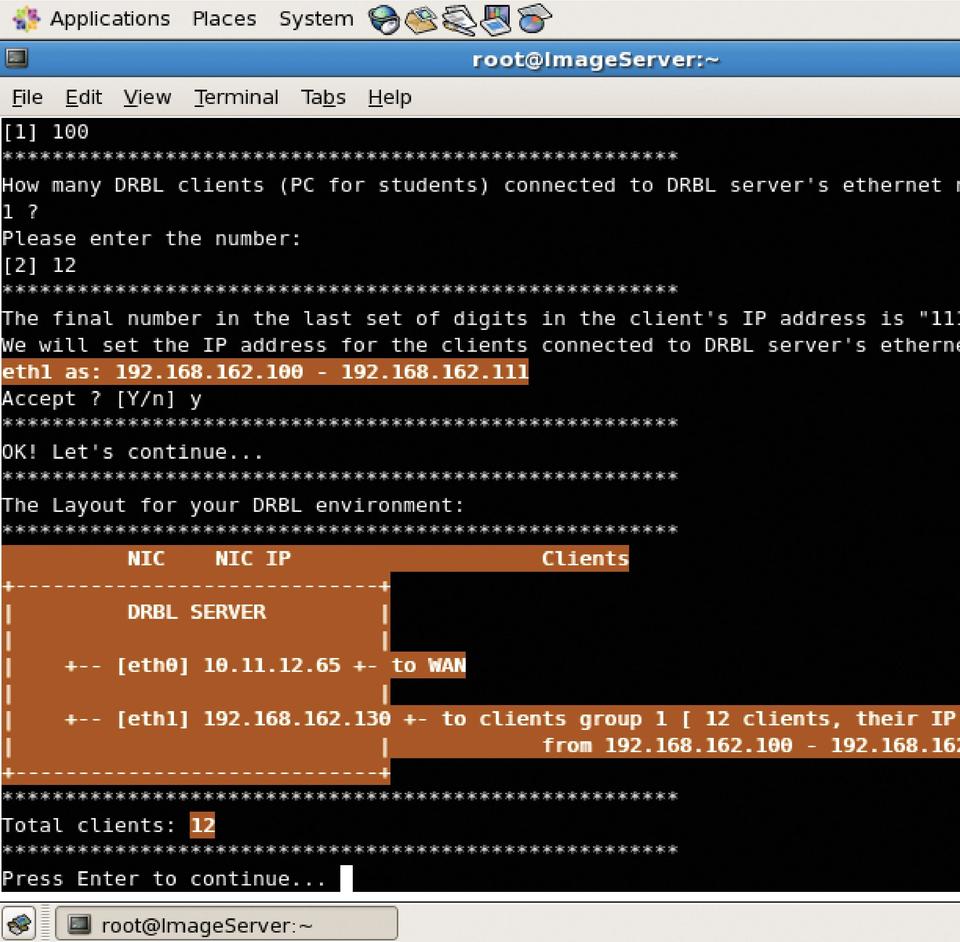 Applications Places System
root@ImageServer:~
File Edit View Terminal Tabs Help
[1] 100
******************************************************
How many DRBL clients (PC for students) connected to DRBL server's ethernet
1 ?
Please enter the number:
[2] 12
******************************************************
The final number in the last set of digits in the client's IP address is "111
We will set the IP address for the clients connected to DRBL server's etherne
eth1 as: 192.168.162.100 - 192.168.162.111
Accept ? [Y/n] y
******************************************************
OK! Let's continue...
******************************************************
The Layout for your DRBL environment:
******************************************************
NIC NIC IP Clients
+-----------------------------+
| DRBL SERVER |
| |
| +-- [eth0] 10.11.12.65 +- to WAN
| |
| +-- [eth1] 192.168.162.130 +- to clients group 1 [ 12 clients, their IP
| | from 192.168.162.100 - 192.168.162
+-----------------------------+
******************************************************
Total clients: 12
******************************************************
Press Enter to continue...
root@ImageServer:~